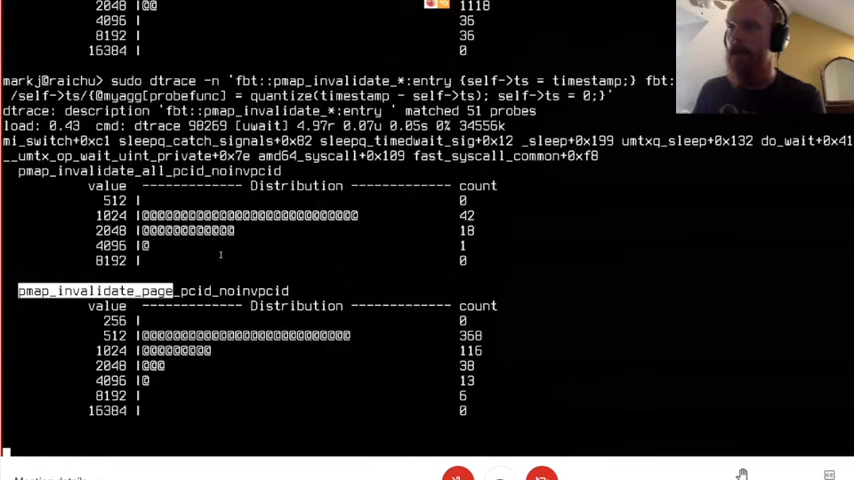 2048 |@@ 1118
4096 | 36
8192 | 36
16384 | 0
markj@raichu> sudo dtrace -n 'fbt::pmap_invalidate_*:entry {self->ts = timestamp;} fbt:
/self->ts/{@myagg[probefunc] = quantize(timestamp - self->ts); self->ts = 0;}'
dtrace: description 'fbt::pmap_invalidate_*:entry ' matched 51 probes
load: 0.43  cmd: dtrace 98269 [uwait] 4.97r 0.07u 0.05s 0% 34556k
mi_switch+0xc1 sleepq_catch_signals+0x82 sleepq_timedwait_sig+0x12 _sleep+0x199 umtxq_sleep+0x132 do_wait+0x41
__umtx_op_wait_uint_private+0x7e amd64_syscall+0x109 fast_syscall_common+0xf8
pmap_invalidate_all_pcid_noinvpcid
value ------------- Distribution ------------- count
512 | 0
1024 |@@@@@@@@@@@@@@@@@@@@@@@@@@@@ 42
2048 |@@@@@@@@@@@@ 18
4096 |@ 1
8192 | 0
pmap_invalidate_page_pcid_noinvpcid
value ------------- Distribution ------------- count
256 | 0
512 |@@@@@@@@@@@@@@@@@@@@@@@@@@@ 368
1024 |@@@@@@@@@ 116
2048 |@@@ 38
4096 |@ 13
8192 | 6
16384 | 0